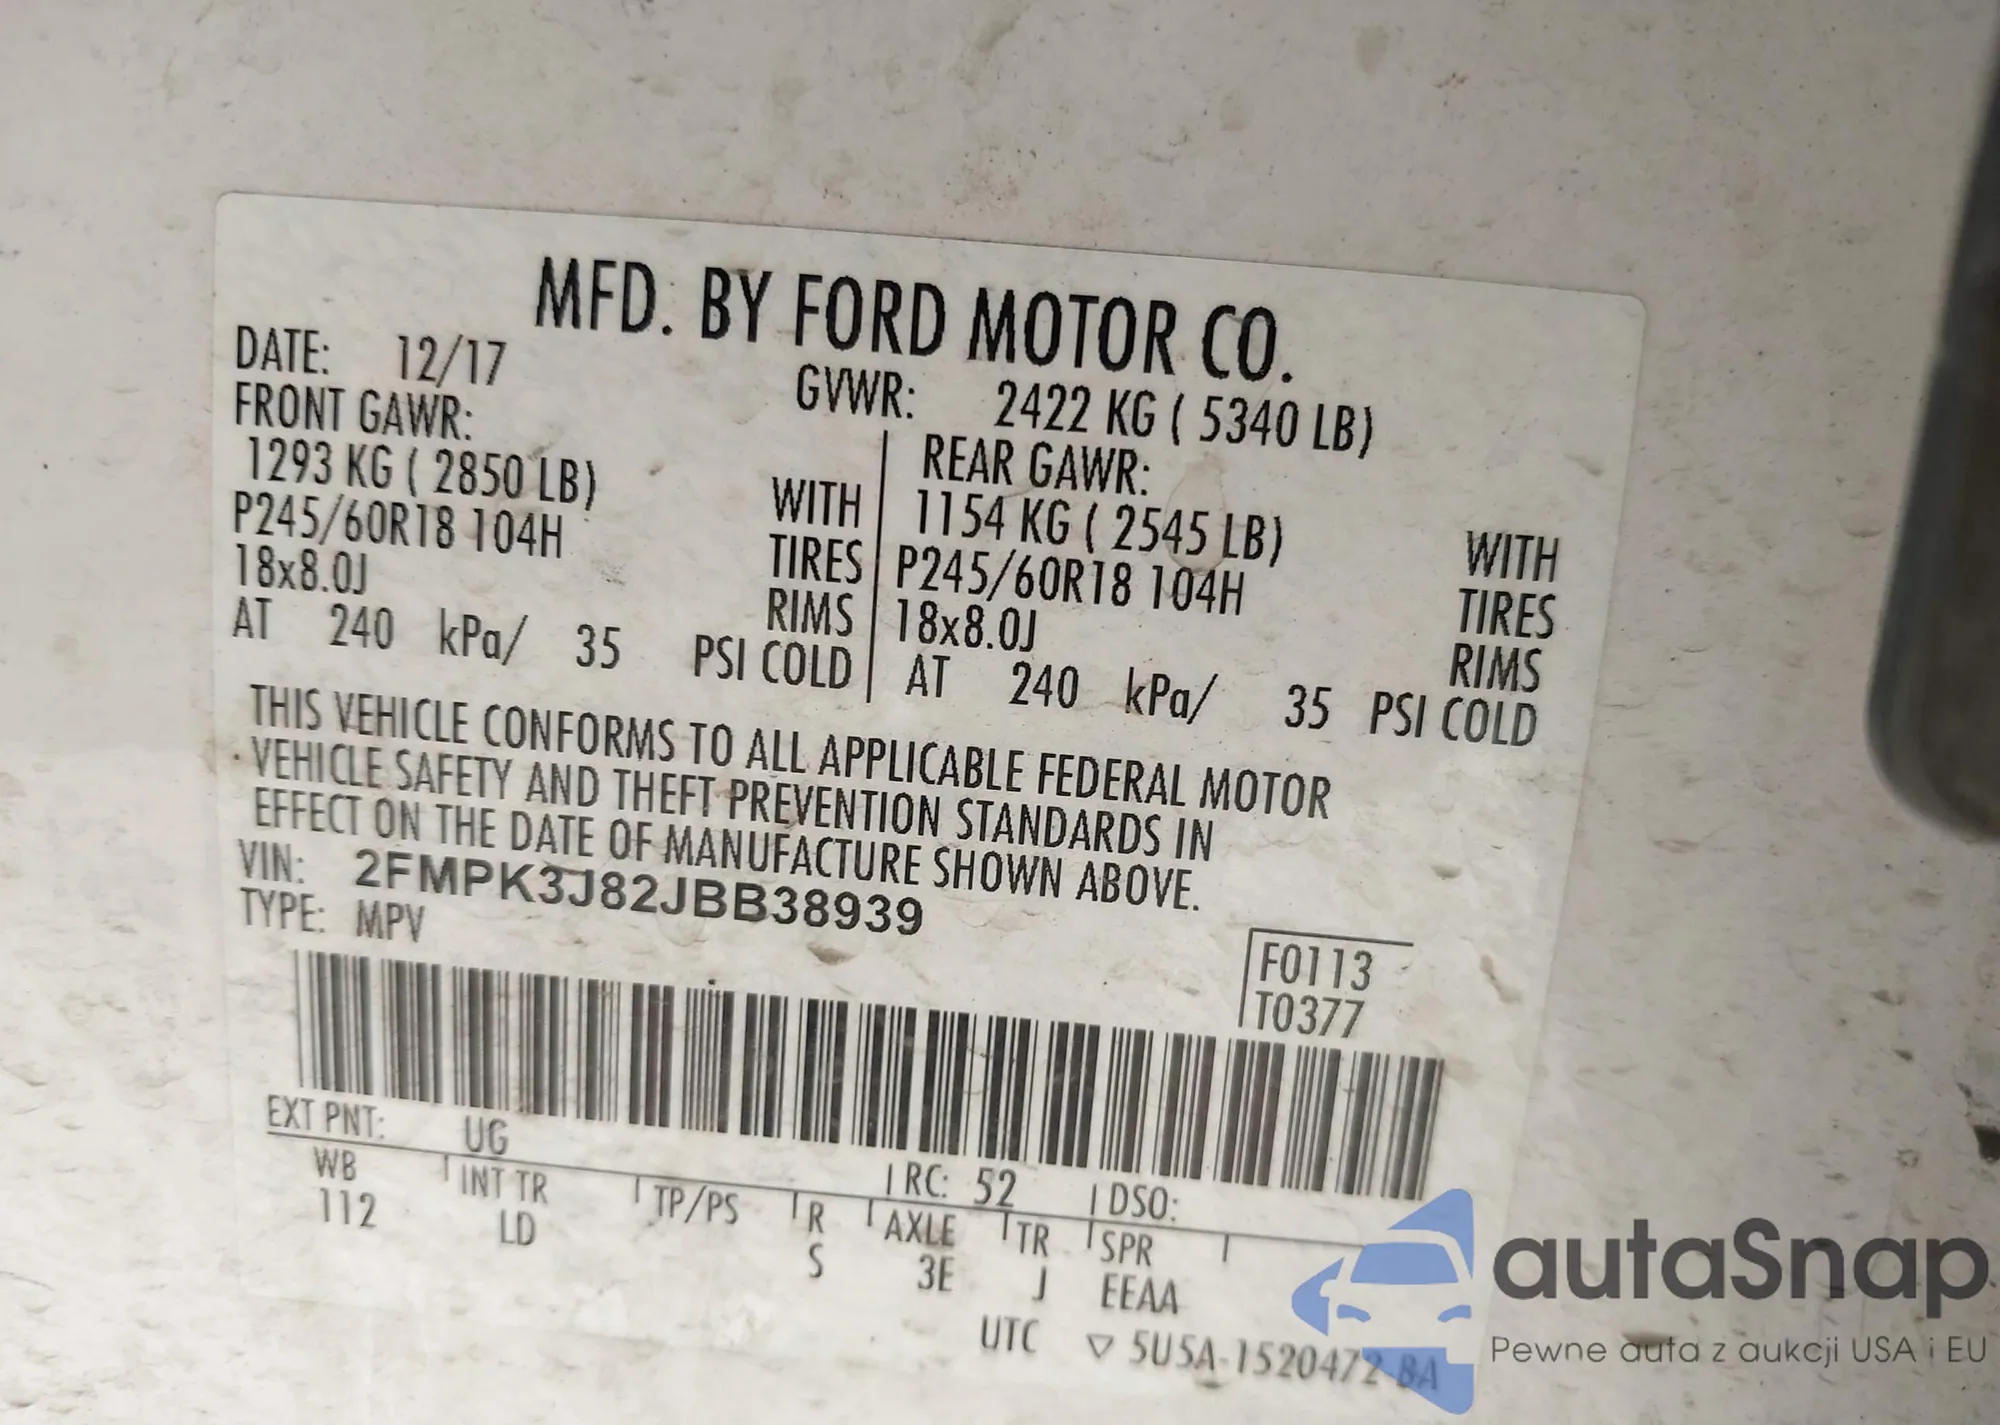 MFD. BY FORD MOTOR CO.
DATE: 12/17 GVWR: 2422 KG ( 5340 LB)
FRONT GAWR: REAR GAWR:
1293 KG ( 2850 LB) WITH 1154 KG ( 2545 LB) WITH
P245/60R18 104H TIRES P245/60R18 104H TIRES
18x8.0J RIMS 18x8.0J RIMS
AT 240 kPa/ 35 PSI COLD AT 240 kPa/ 35 PSI COLD
THIS VEHICLE CONFORMS TO ALL APPLICABLE FEDERAL MOTOR
VEHICLE SAFETY AND THEFT PREVENTION STANDARDS IN
EFFECT ON THE DATE OF MANUFACTURE SHOWN ABOVE.
VIN: 2FMPK3J82JBB38939
TYPE: MPV
F0113
T0377
EXT PNT: UG RC: 52 DSO:
WB INT TR TP/PS R AXLE TR SPR
112 LD S 3E J EEAA
UTC ▽ 5U5A-1520472-BA
autaSnap
Pewne auta z aukcji USA i EU